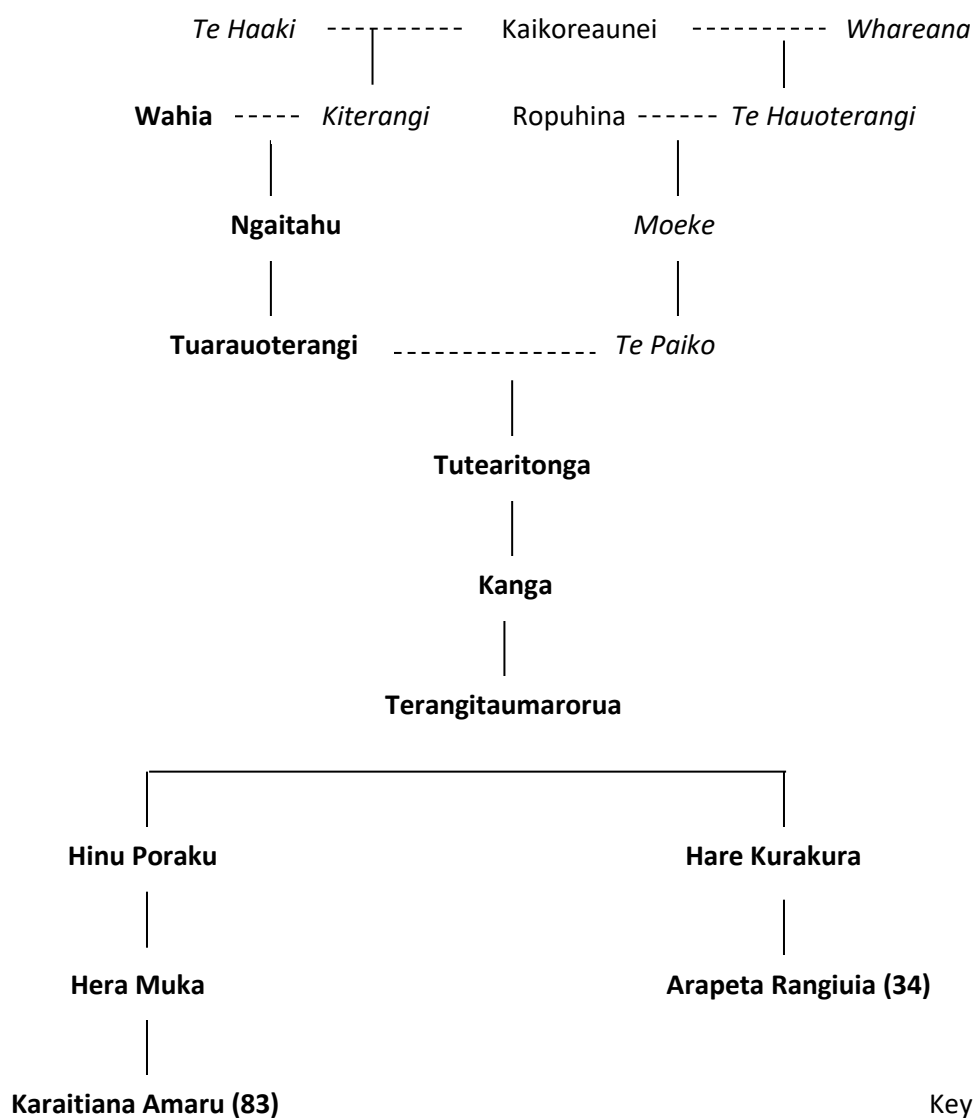 Te Haaki Kaikoreaunei Whareana
Wahia Kiterangi Ropuhina Te Hauoterangi
Ngaitahu Moeke
Tuarauoterangi Te Paiko
Tutearitonga
Kanga
Terangitaumarorua
Hinu Poraku Hare Kurakura
Hera Muka Arapeta Rangiuia (34)
Karaitiana Amaru (83) Key